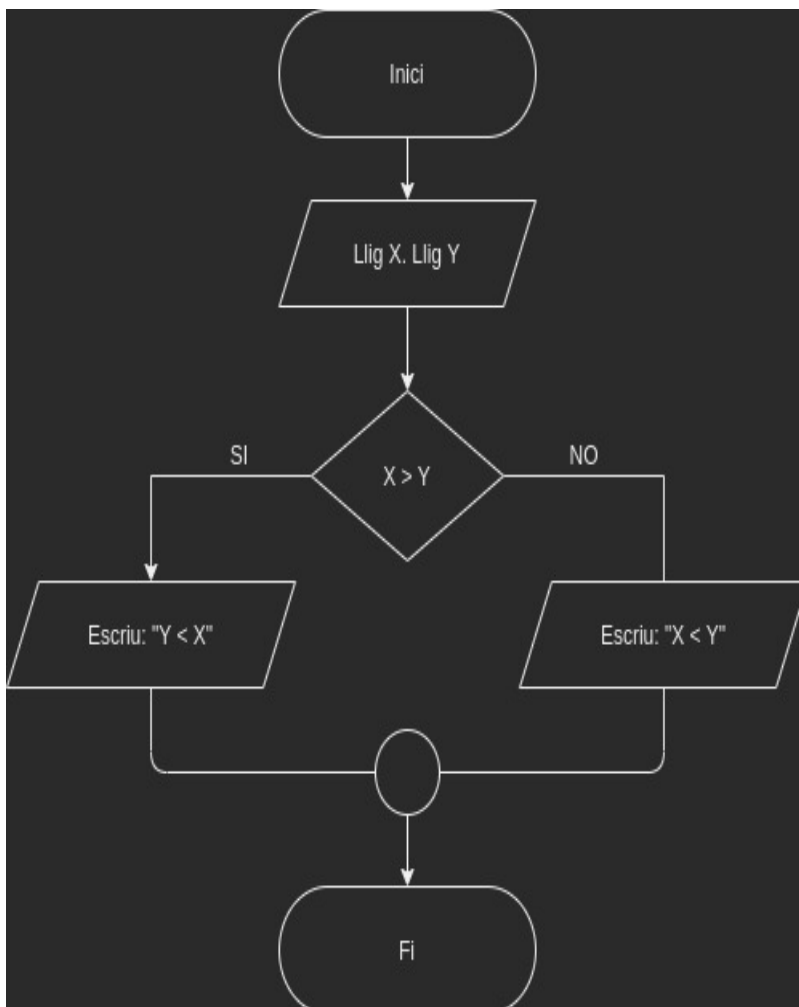 Inici
Llig X. Llig Y
X > Y
SI
NO
Escriu: "Y < X"
Escriu: "X < Y"
Fi